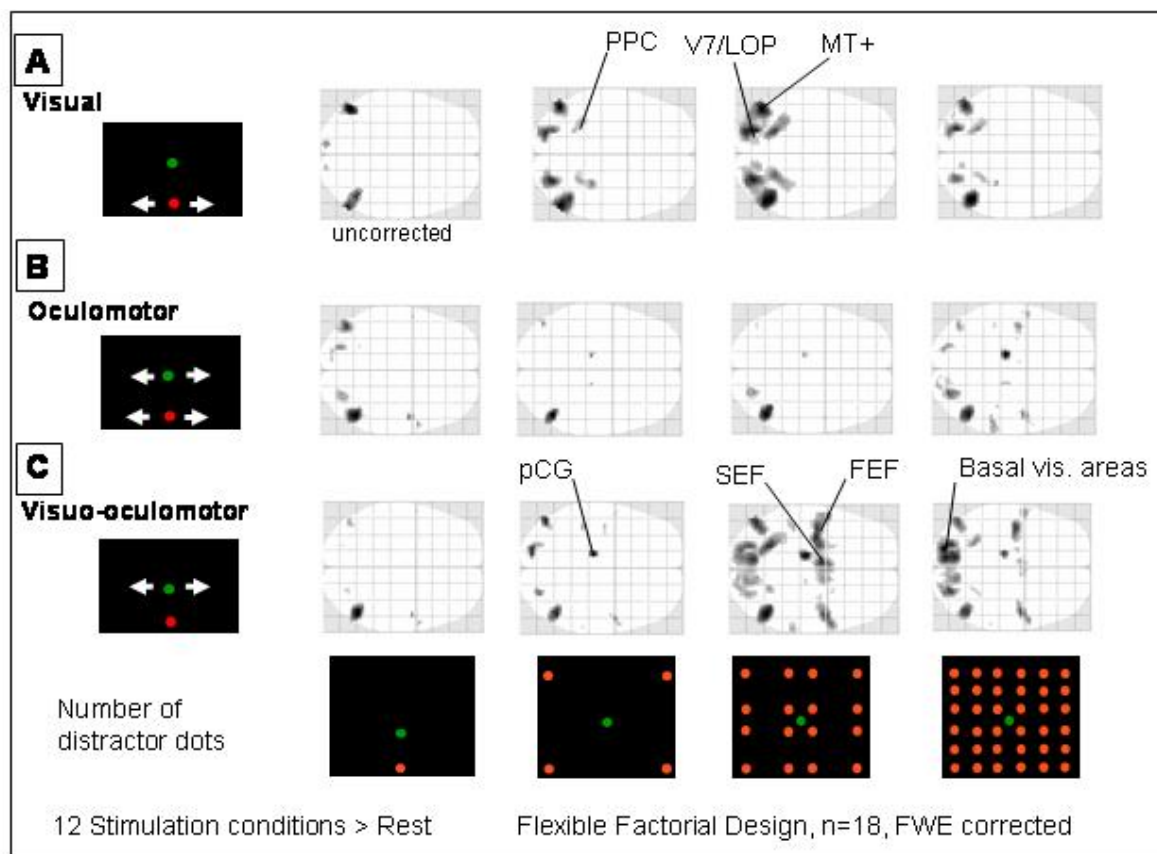 A
Visual
PPC
V7/LOP
MT+
uncorrected
B
Oculomotor
C
Visuo-oculomotor
pCG
SEF
FEF
Basal vis. areas
Number of
distractor dots
12 Stimulation conditions > Rest
Flexible Factorial Design, n=18, FWE corrected